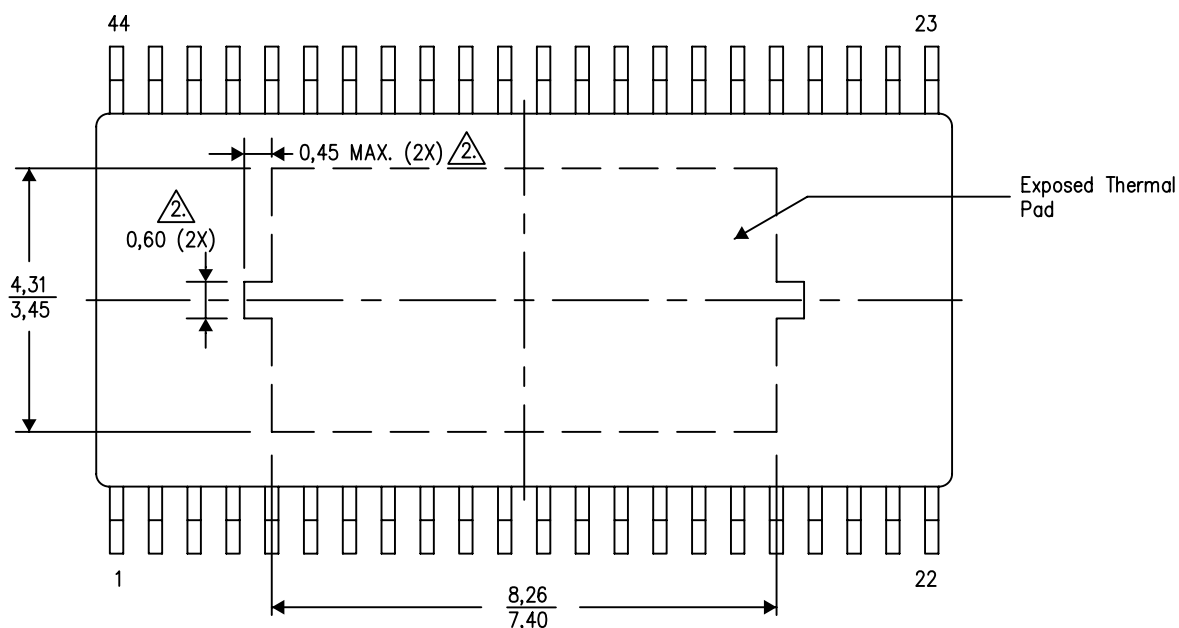 44
23
0,45 MAX. (2X) 2.
Exposed Thermal
Pad
2.
0,60 (2X)
4,31
3,45
1
22
8,26
7,40